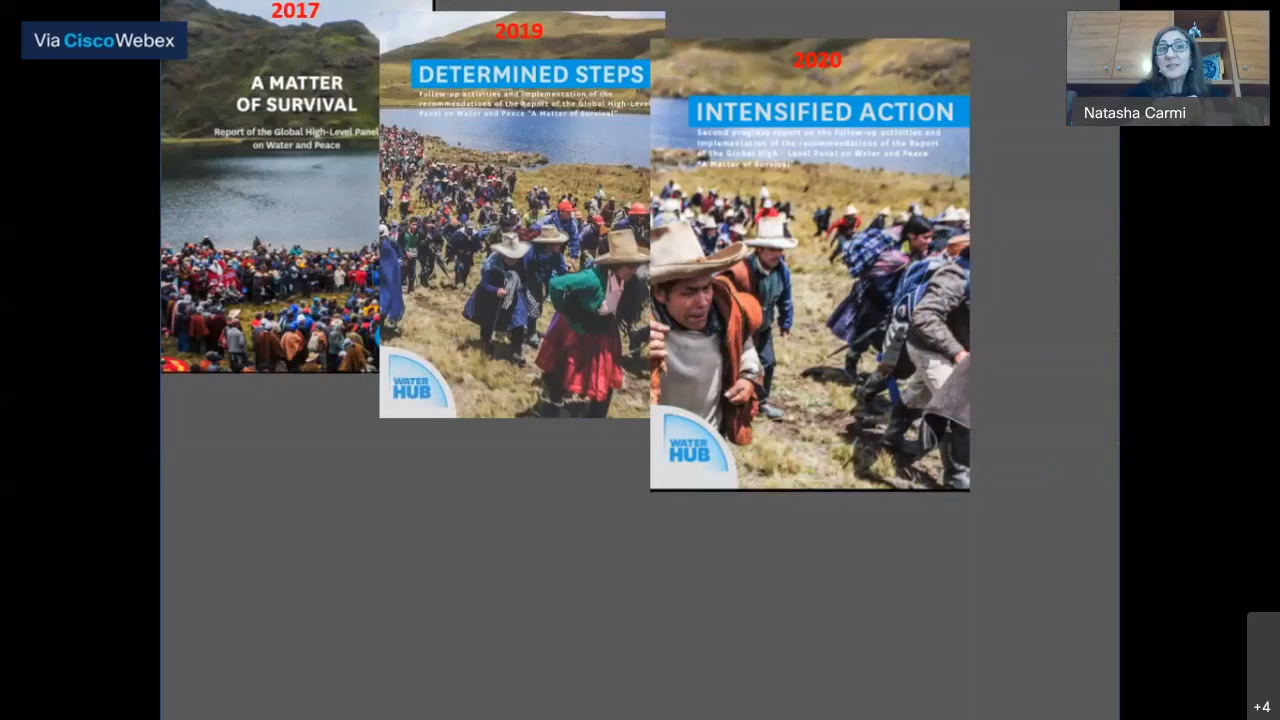 Via Cisco Webex
2017
A MATTER
OF SURVIVAL
Report of the Global High-Level Panel
on Water and Peace
2019
DETERMINED STEPS
Follow-up activities and implementation of the
recommendations of the Report of the Global High-Level
Panel on Water and Peace "A Matter of Survival"
WATER
HUB
2020
INTENSIFIED ACTION
Second progress report on the follow-up activities and
implementation of the recommendations of the Report
of the Global High - Level Panel on Water and Peace
"A Matter of Survival"
WATER
HUB
Natasha Carmi
+4